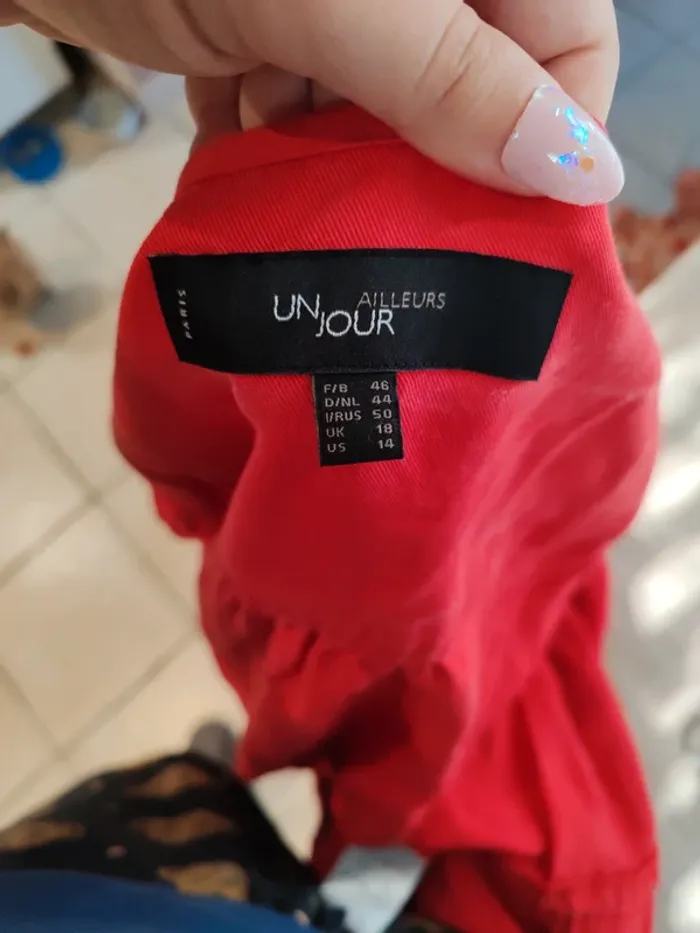 PARIS
UN JOUR AILLEURS
F/B 46
D/NL 44
I/RUS 50
UK 18
US 14